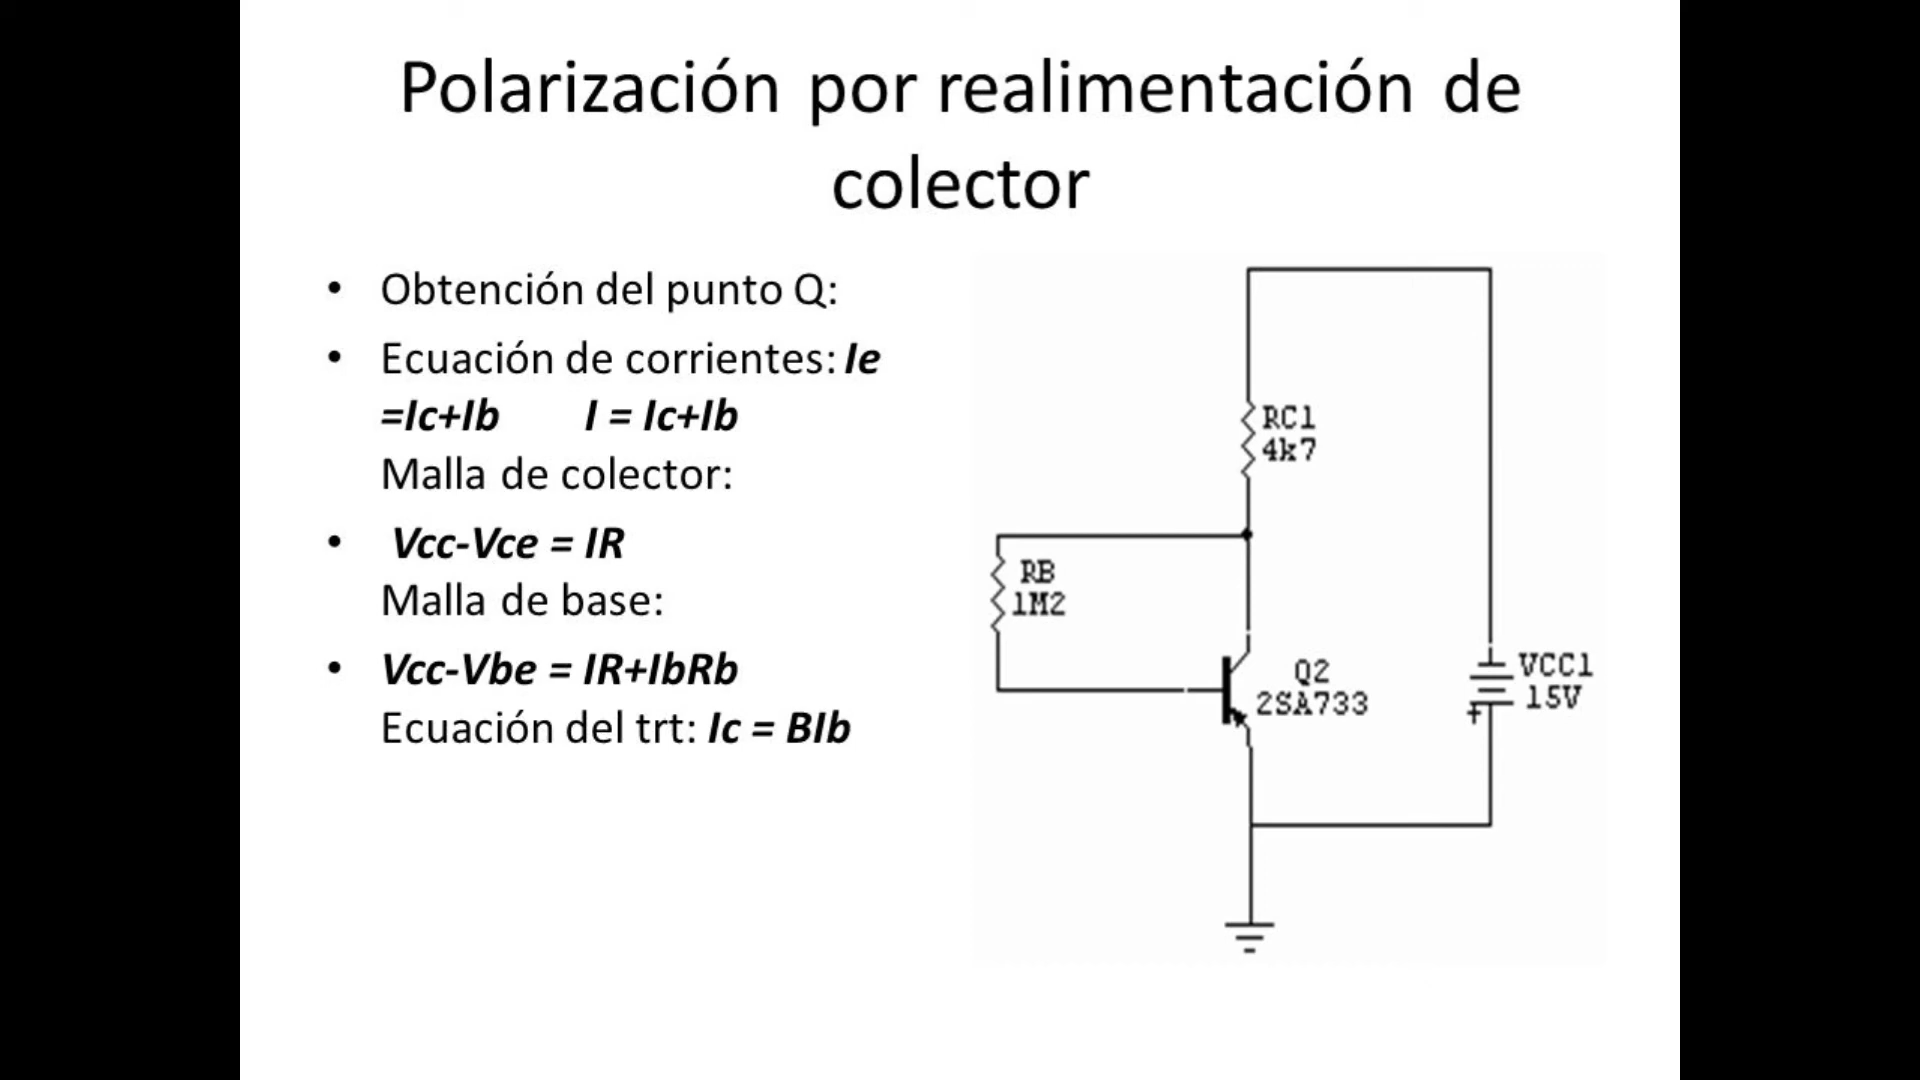 Polarización por realimentación de
colector
• Obtención del punto Q:
• Ecuación de corrientes: Ie
=Ic+Ib I = Ic+Ib
Malla de colector:
• Vcc-Vce = IR
Malla de base:
• Vcc-Vbe = IR+IbRb
Ecuación del trt: Ic = BIb
RC1
4k7
RB
1M2
Q2
2SA733
VCC1
15V
+